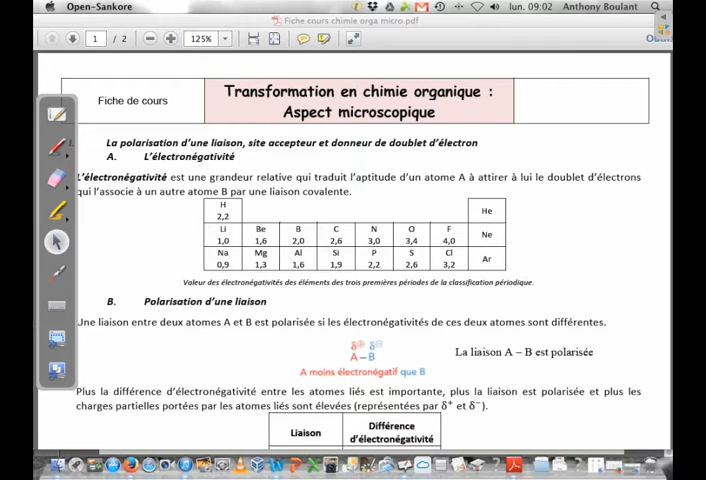 Open-Sankore
lun. 09:02 Anthony Boulant
Fiche cours chimie orga micro.pdf
1 / 2 125%
Fiche de cours
Transformation en chimie organique :
Aspect microscopique
La polarisation d'une liaison, site accepteur et donneur de doublet d'électron
A. L'électronégativité
L'électronégativité est une grandeur relative qui traduit l'aptitude d'un atome A à attirer à lui le doublet d'électrons
qui l'associe à un autre atome B par une liaison covalente.
H He
2,2
Li Be B C N O F Ne
1,0 1,6 2,0 2,6 3,0 3,4 4,0
Na Mg Al Si P S Cl Ar
0,9 1,3 1,6 1,9 2,2 2,6 3,2
Valeur des électronégativités des éléments des trois premières périodes de la classification périodique.
B. Polarisation d'une liaison
Une liaison entre deux atomes A et B est polarisée si les électronégativités de ces deux atomes sont différentes.
δ⊕ δ⊖
A – B La liaison A – B est polarisée
A moins électronégatif que B
Plus la différence d'électronégativité entre les atomes liés est importante, plus la liaison est polarisée et plus les
charges partielles portées par les atomes liés sont élevées (représentées par δ⁺ et δ⁻).
Liaison Différence
d'électronégativité